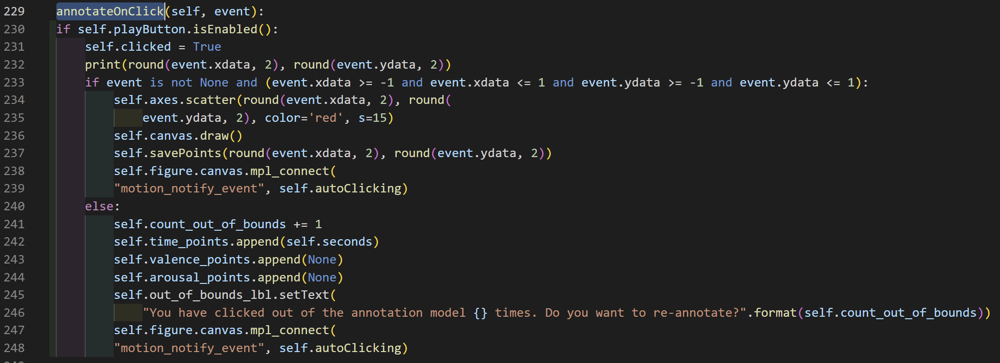 229 annotateOnClick(self, event):
230 if self.playButton.isEnabled():
231 self.clicked = True
232 print(round(event.xdata, 2), round(event.ydata, 2))
233 if event is not None and (event.xdata >= -1 and event.xdata <= 1 and event.ydata >= -1 and event.ydata <= 1):
234 self.axes.scatter(round(event.xdata, 2), round(
235 event.ydata, 2), color='red', s=15)
236 self.canvas.draw()
237 self.savePoints(round(event.xdata, 2), round(event.ydata, 2))
238 self.figure.canvas.mpl_connect(
239 "motion_notify_event", self.autoClicking)
240 else:
241 self.count_out_of_bounds += 1
242 self.time_points.append(self.seconds)
243 self.valence_points.append(None)
244 self.arousal_points.append(None)
245 self.out_of_bounds_lbl.setText(
246 "You have clicked out of the annotation model {} times. Do you want to re-annotate?".format(self.count_out_of_bounds))
247 self.figure.canvas.mpl_connect(
248 "motion_notify_event", self.autoClicking)